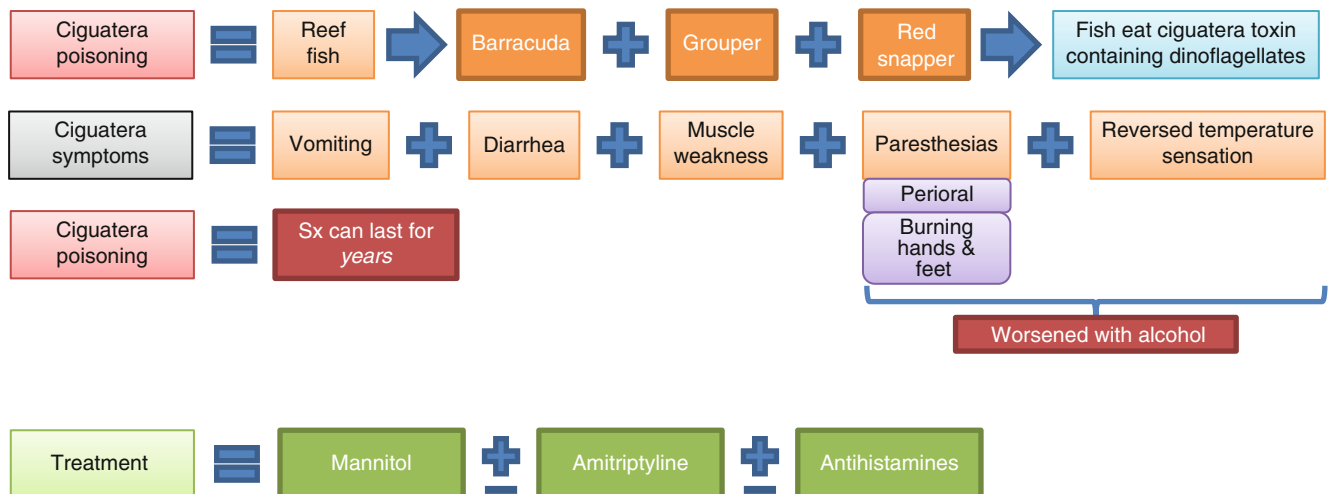 Ciguatera
poisoning
Reef
fish
Barracuda
Grouper
Red
snapper
Fish eat ciguatera toxin
containing dinoflagellates
Ciguatera
symptoms
Vomiting
Diarrhea
Muscle
weakness
Paresthesias
Reversed temperature
sensation
Perioral
Burning
hands &
feet
Ciguatera
poisoning
Sx can last for
years
Worsened with alcohol
Treatment
Mannitol
Amitriptyline
Antihistamines